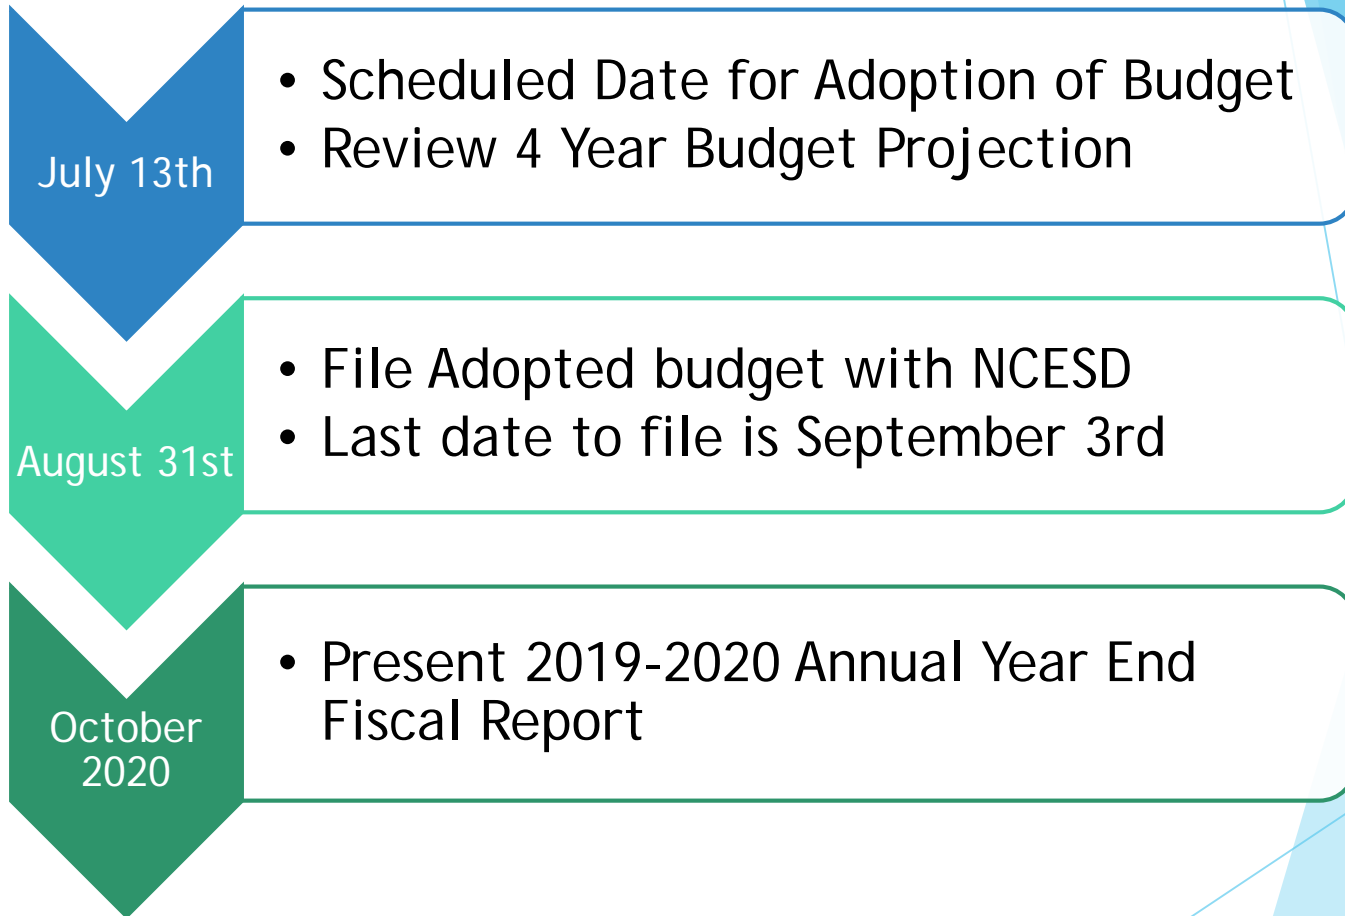 July 13th
• Scheduled Date for Adoption of Budget
• Review 4 Year Budget Projection
August 31st
• File Adopted budget with NCESD
• Last date to file is September 3rd
October
2020
• Present 2019-2020 Annual Year End
Fiscal Report